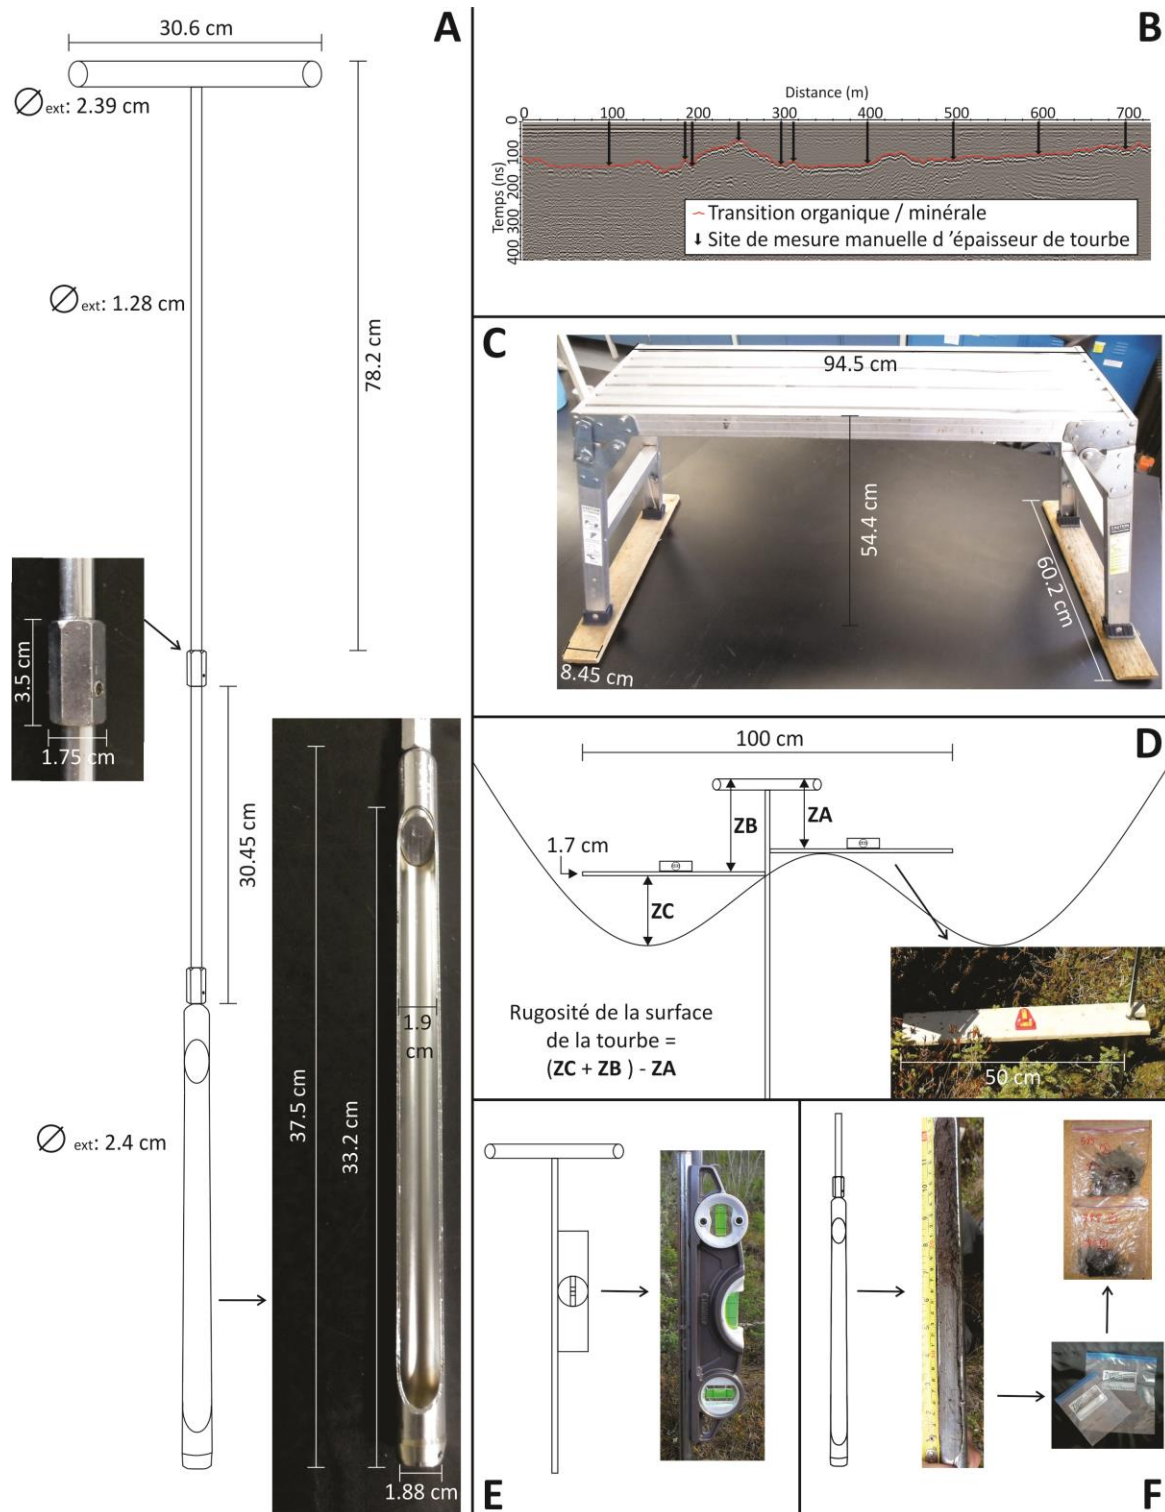 A
30.6 cm
ext: 2.39 cm
ext: 1.28 cm
78.2 cm
3.5 cm
1.75 cm
30.45 cm
ext: 2.4 cm
37.5 cm
33.2 cm
1.9
cm
1.88 cm
B
Distance (m)
0 100 200 300 400 500 600 700
Temps (ns)
0
100
200
300
400
Transition organique / minérale
Site de mesure manuelle d 'épaisseur de tourbe
C
94.5 cm
54.4 cm
60.2 cm
8.45 cm
D
100 cm
ZB
ZA
1.7 cm
ZC
Rugosité de la surface
de la tourbe =
(ZC + ZB ) - ZA
50 cm
E
F